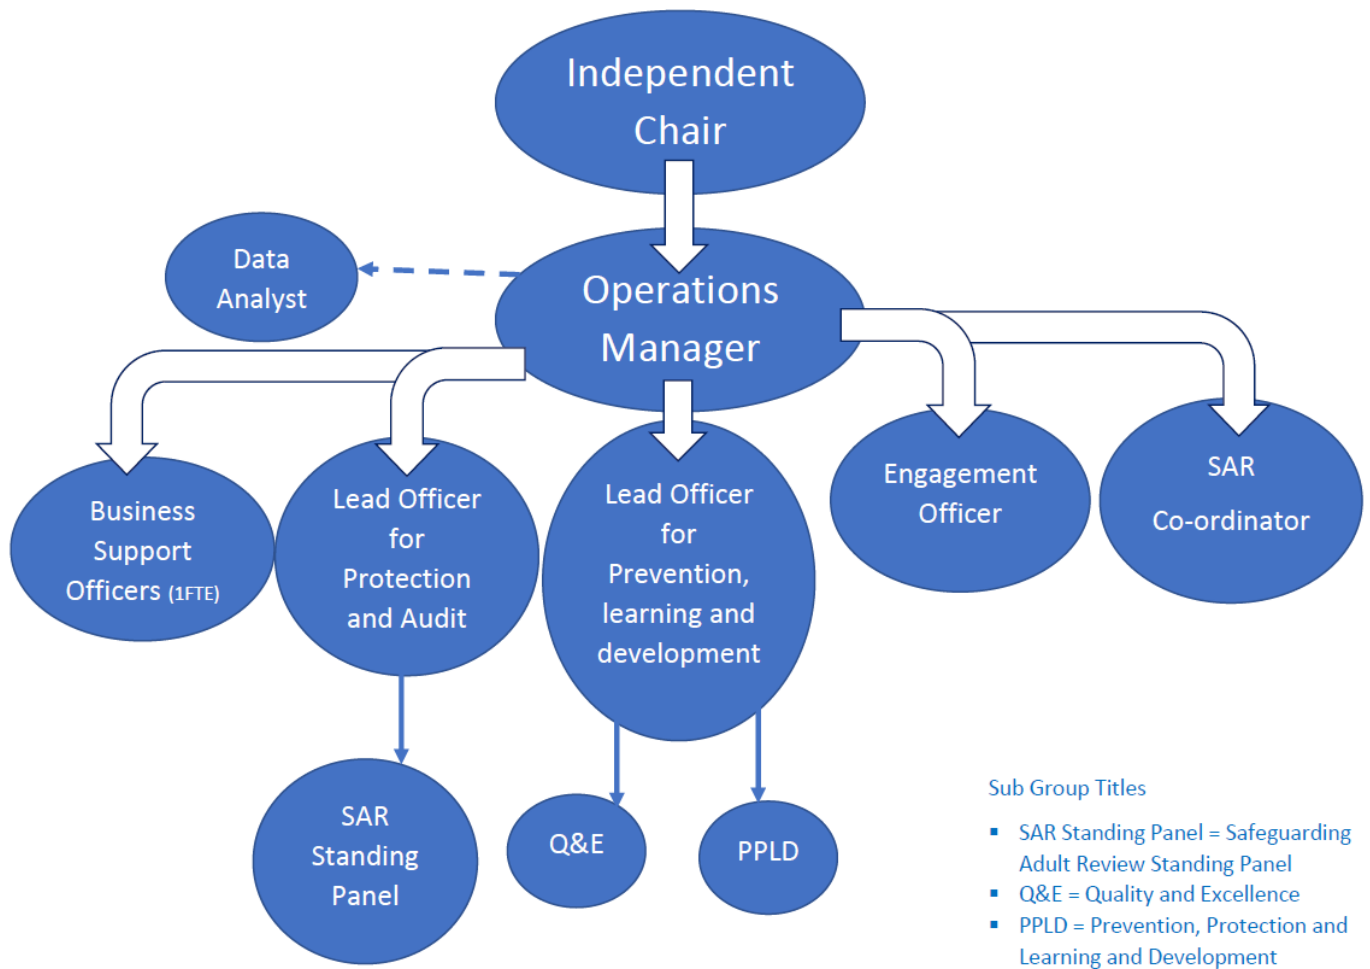 Independent
Chair
Data
Analyst
Operations
Manager
Business
Support
Officers (1FTE)
Lead Officer
for
Protection
and Audit
Lead Officer
for
Prevention,
learning and
development
Engagement
Officer
SAR
Co-ordinator
SAR
Standing
Panel
Q&E
PPLD
Sub Group Titles
▪ SAR Standing Panel = Safeguarding
Adult Review Standing Panel
▪ Q&E = Quality and Excellence
▪ PPLD = Prevention, Protection and
Learning and Development